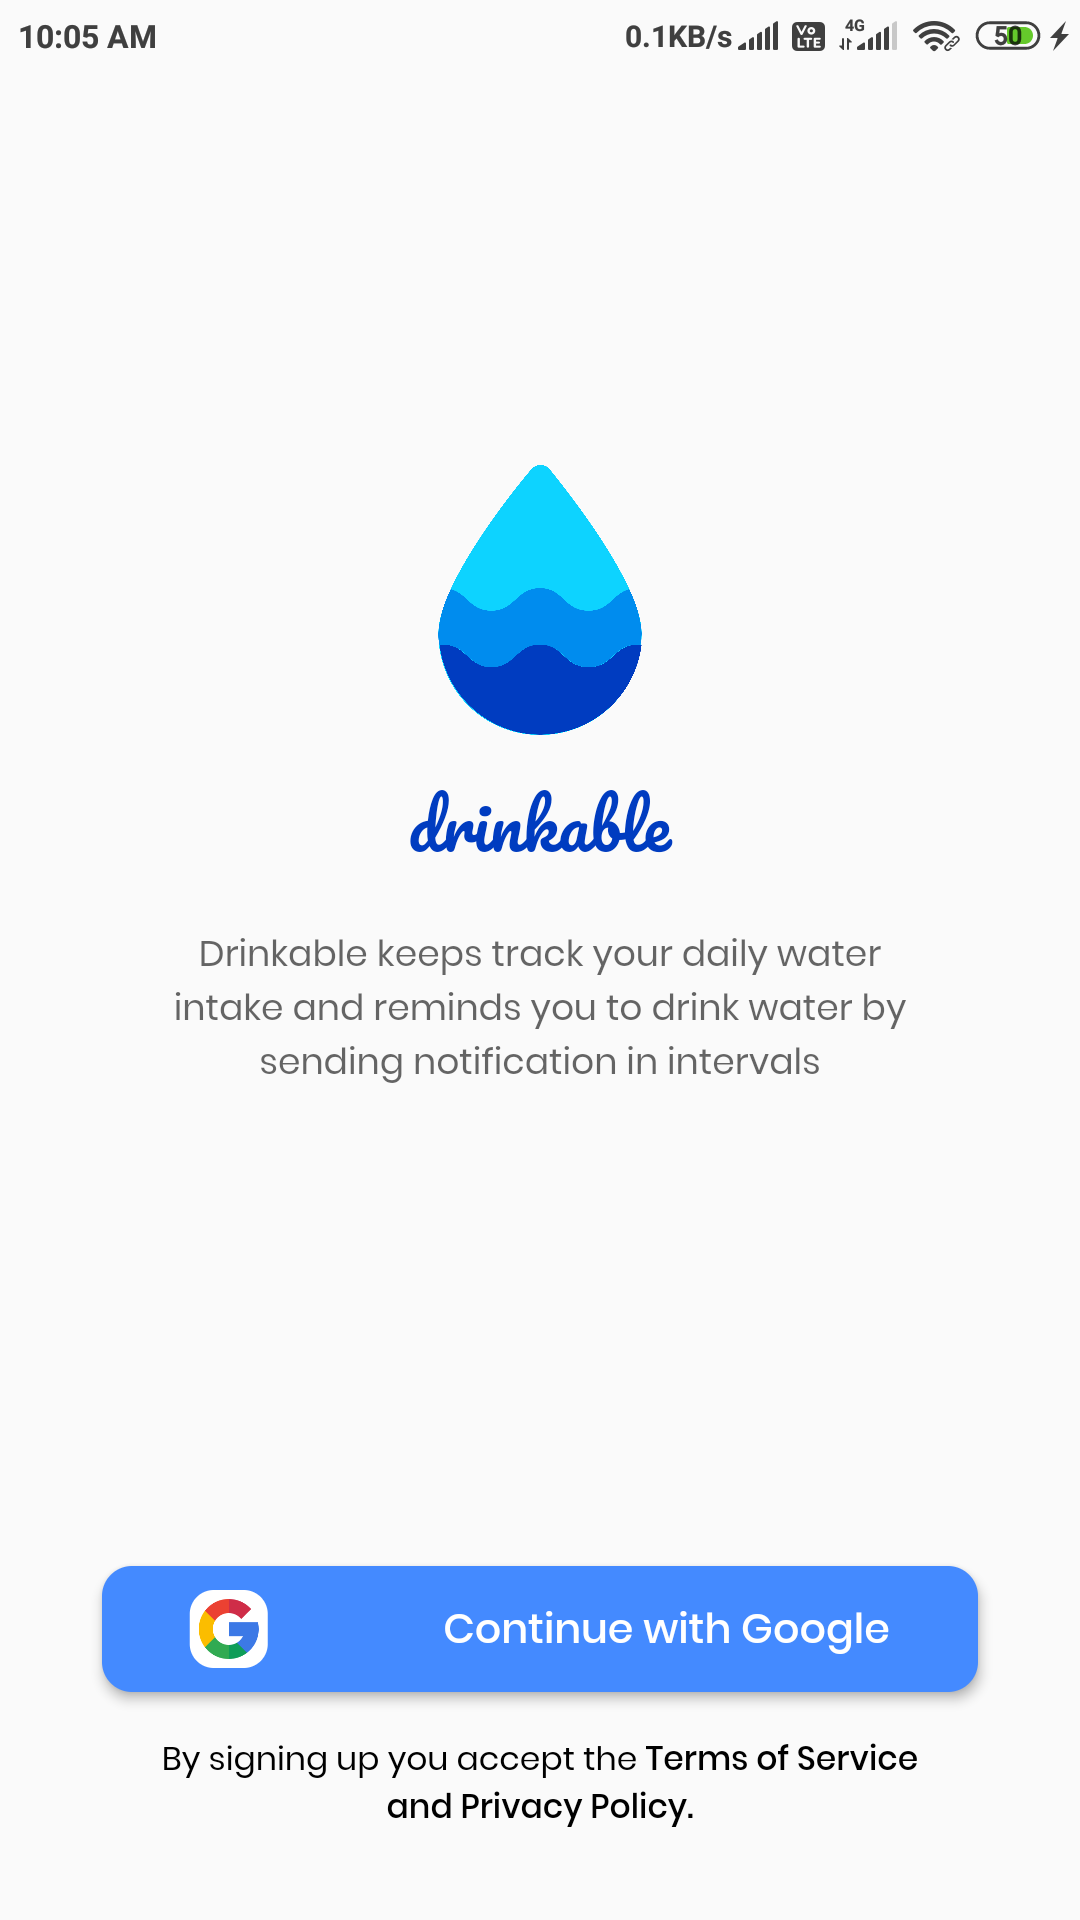 10:05 AM 0.1KB/s Vo LTE 4G 50
drinkable
Drinkable keeps track your daily water
intake and reminds you to drink water by
sending notification in intervals
Continue with Google
By signing up you accept the Terms of Service
and Privacy Policy.